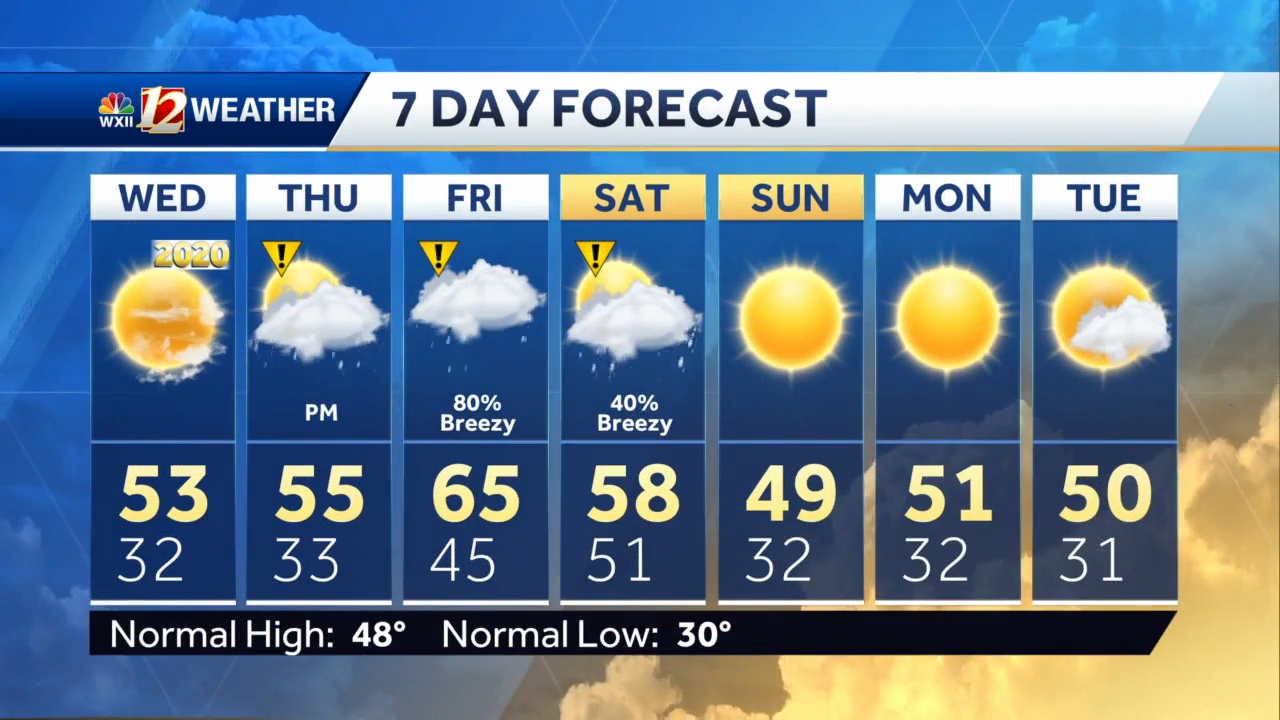 WXII 12 WEATHER
7 DAY FORECAST
WED THU FRI SAT SUN MON TUE
2020
! ! !
PM
80%
Breezy
40%
Breezy
53 55 65 58 49 51 50
32 33 45 51 32 32 31
Normal High: 48° Normal Low: 30°